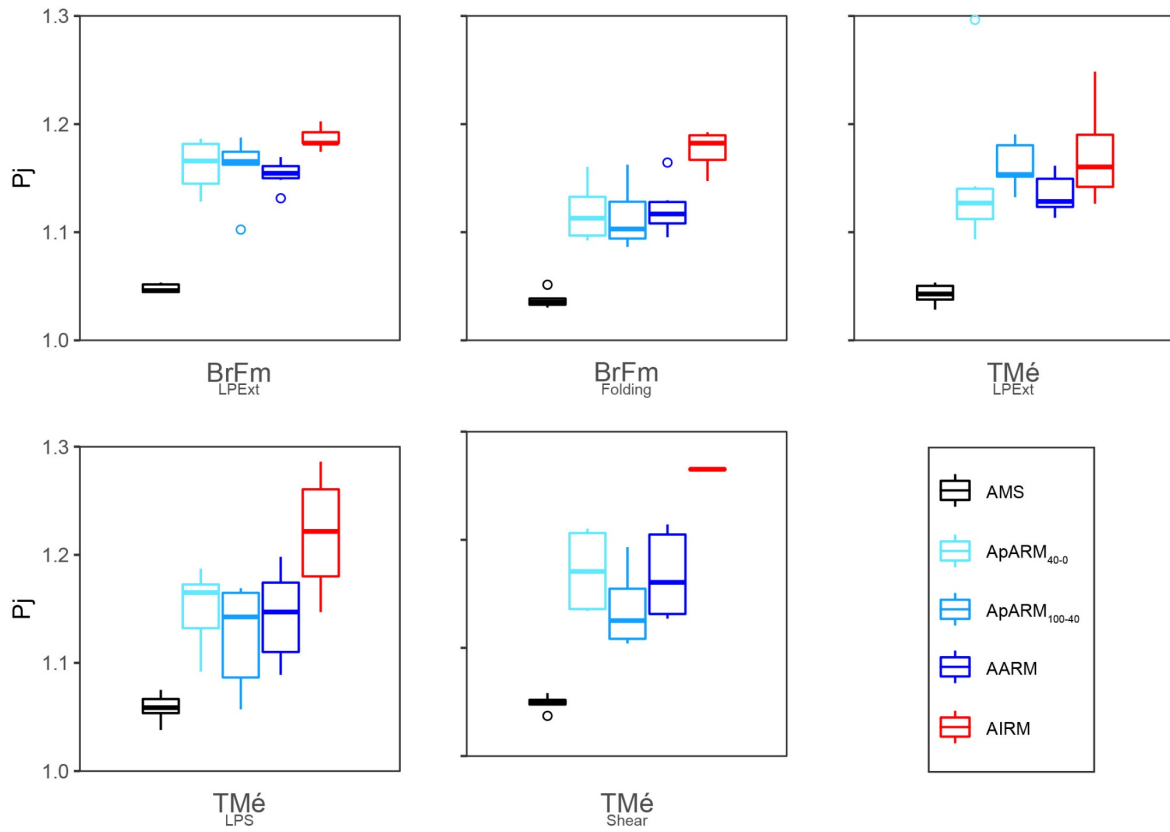 1.3
1.2
Pj
1.1
1.0
BrFm
LPExt
BrFm
Folding
TMé
LPExt
1.3
1.2
Pj
1.1
1.0
TMé
LPS
TMé
Shear
AMS
ApARM40-0
ApARM100-40
AARM
AIRM